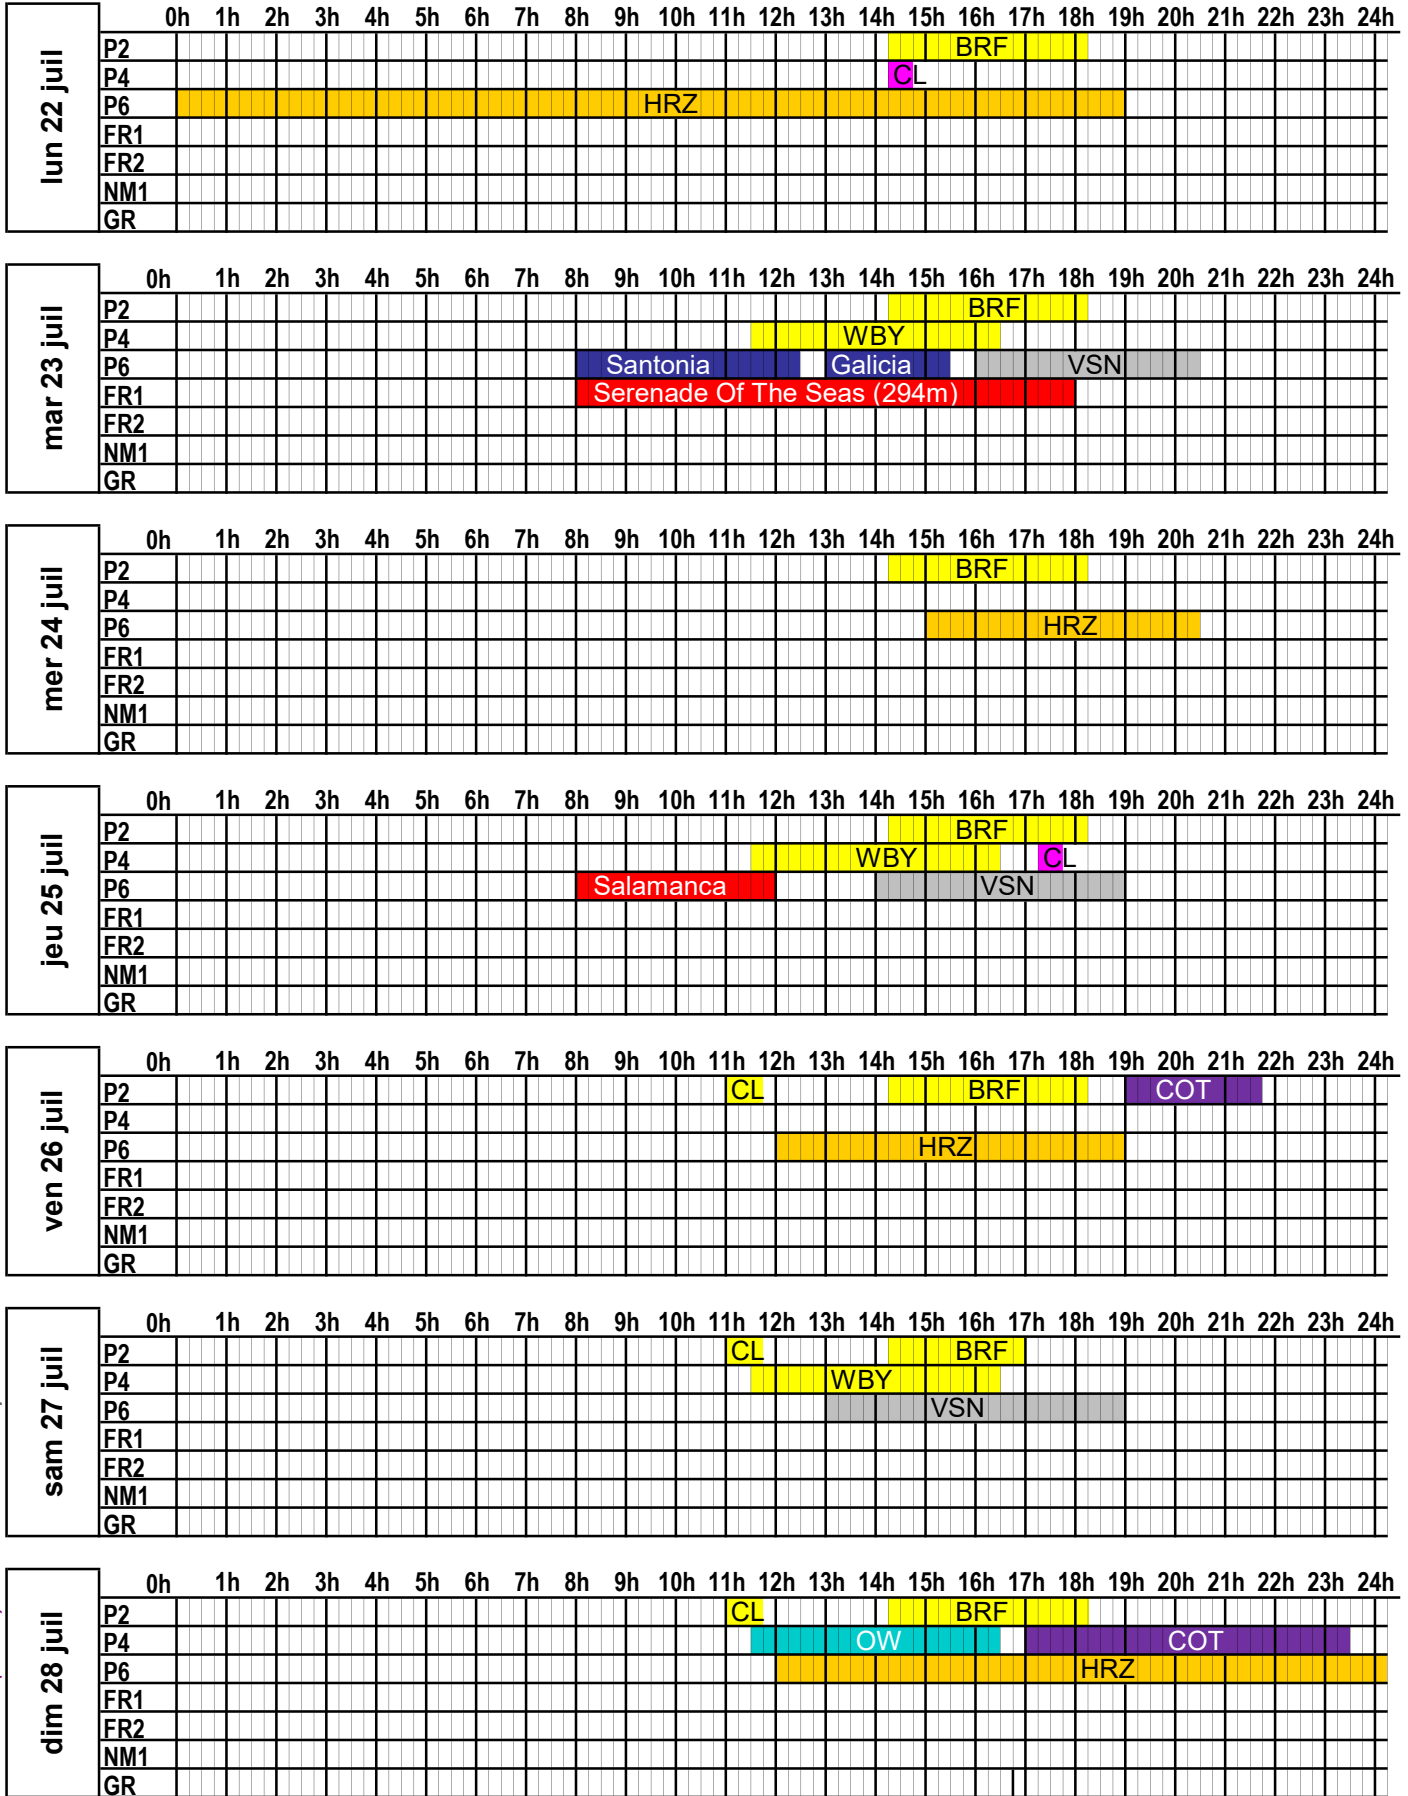 0h 1h 2h 3h 4h 5h 6h 7h 8h 9h 10h 11h 12h 13h 14h 15h 16h 17h 18h 19h 20h 21h 22h 23h 24h
lun 22 juil
P2 BRF
P4 CL
P6 HRZ
FR1
FR2
NM1
GR
0h 1h 2h 3h 4h 5h 6h 7h 8h 9h 10h 11h 12h 13h 14h 15h 16h 17h 18h 19h 20h 21h 22h 23h 24h
mar 23 juil
P2 BRF
P4 WBY
P6 Santonia Galicia VSN
FR1 Serenade Of The Seas (294m)
FR2
NM1
GR
0h 1h 2h 3h 4h 5h 6h 7h 8h 9h 10h 11h 12h 13h 14h 15h 16h 17h 18h 19h 20h 21h 22h 23h 24h
mer 24 juil
P2 BRF
P4
P6 HRZ
FR1
FR2
NM1
GR
0h 1h 2h 3h 4h 5h 6h 7h 8h 9h 10h 11h 12h 13h 14h 15h 16h 17h 18h 19h 20h 21h 22h 23h 24h
jeu 25 juil
P2 BRF
P4 WBY CL
P6 Salamanca VSN
FR1
FR2
NM1
GR
0h 1h 2h 3h 4h 5h 6h 7h 8h 9h 10h 11h 12h 13h 14h 15h 16h 17h 18h 19h 20h 21h 22h 23h 24h
ven 26 juil
P2 CL BRF COT
P4
P6 HRZ
FR1
FR2
NM1
GR
0h 1h 2h 3h 4h 5h 6h 7h 8h 9h 10h 11h 12h 13h 14h 15h 16h 17h 18h 19h 20h 21h 22h 23h 24h
sam 27 juil
P2 CL BRF
P4 WBY
P6 VSN
FR1
FR2
NM1
GR
0h 1h 2h 3h 4h 5h 6h 7h 8h 9h 10h 11h 12h 13h 14h 15h 16h 17h 18h 19h 20h 21h 22h 23h 24h
dim 28 juil
P2 CL BRF
P4 OW COT
P6 HRZ
FR1
FR2
NM1
GR